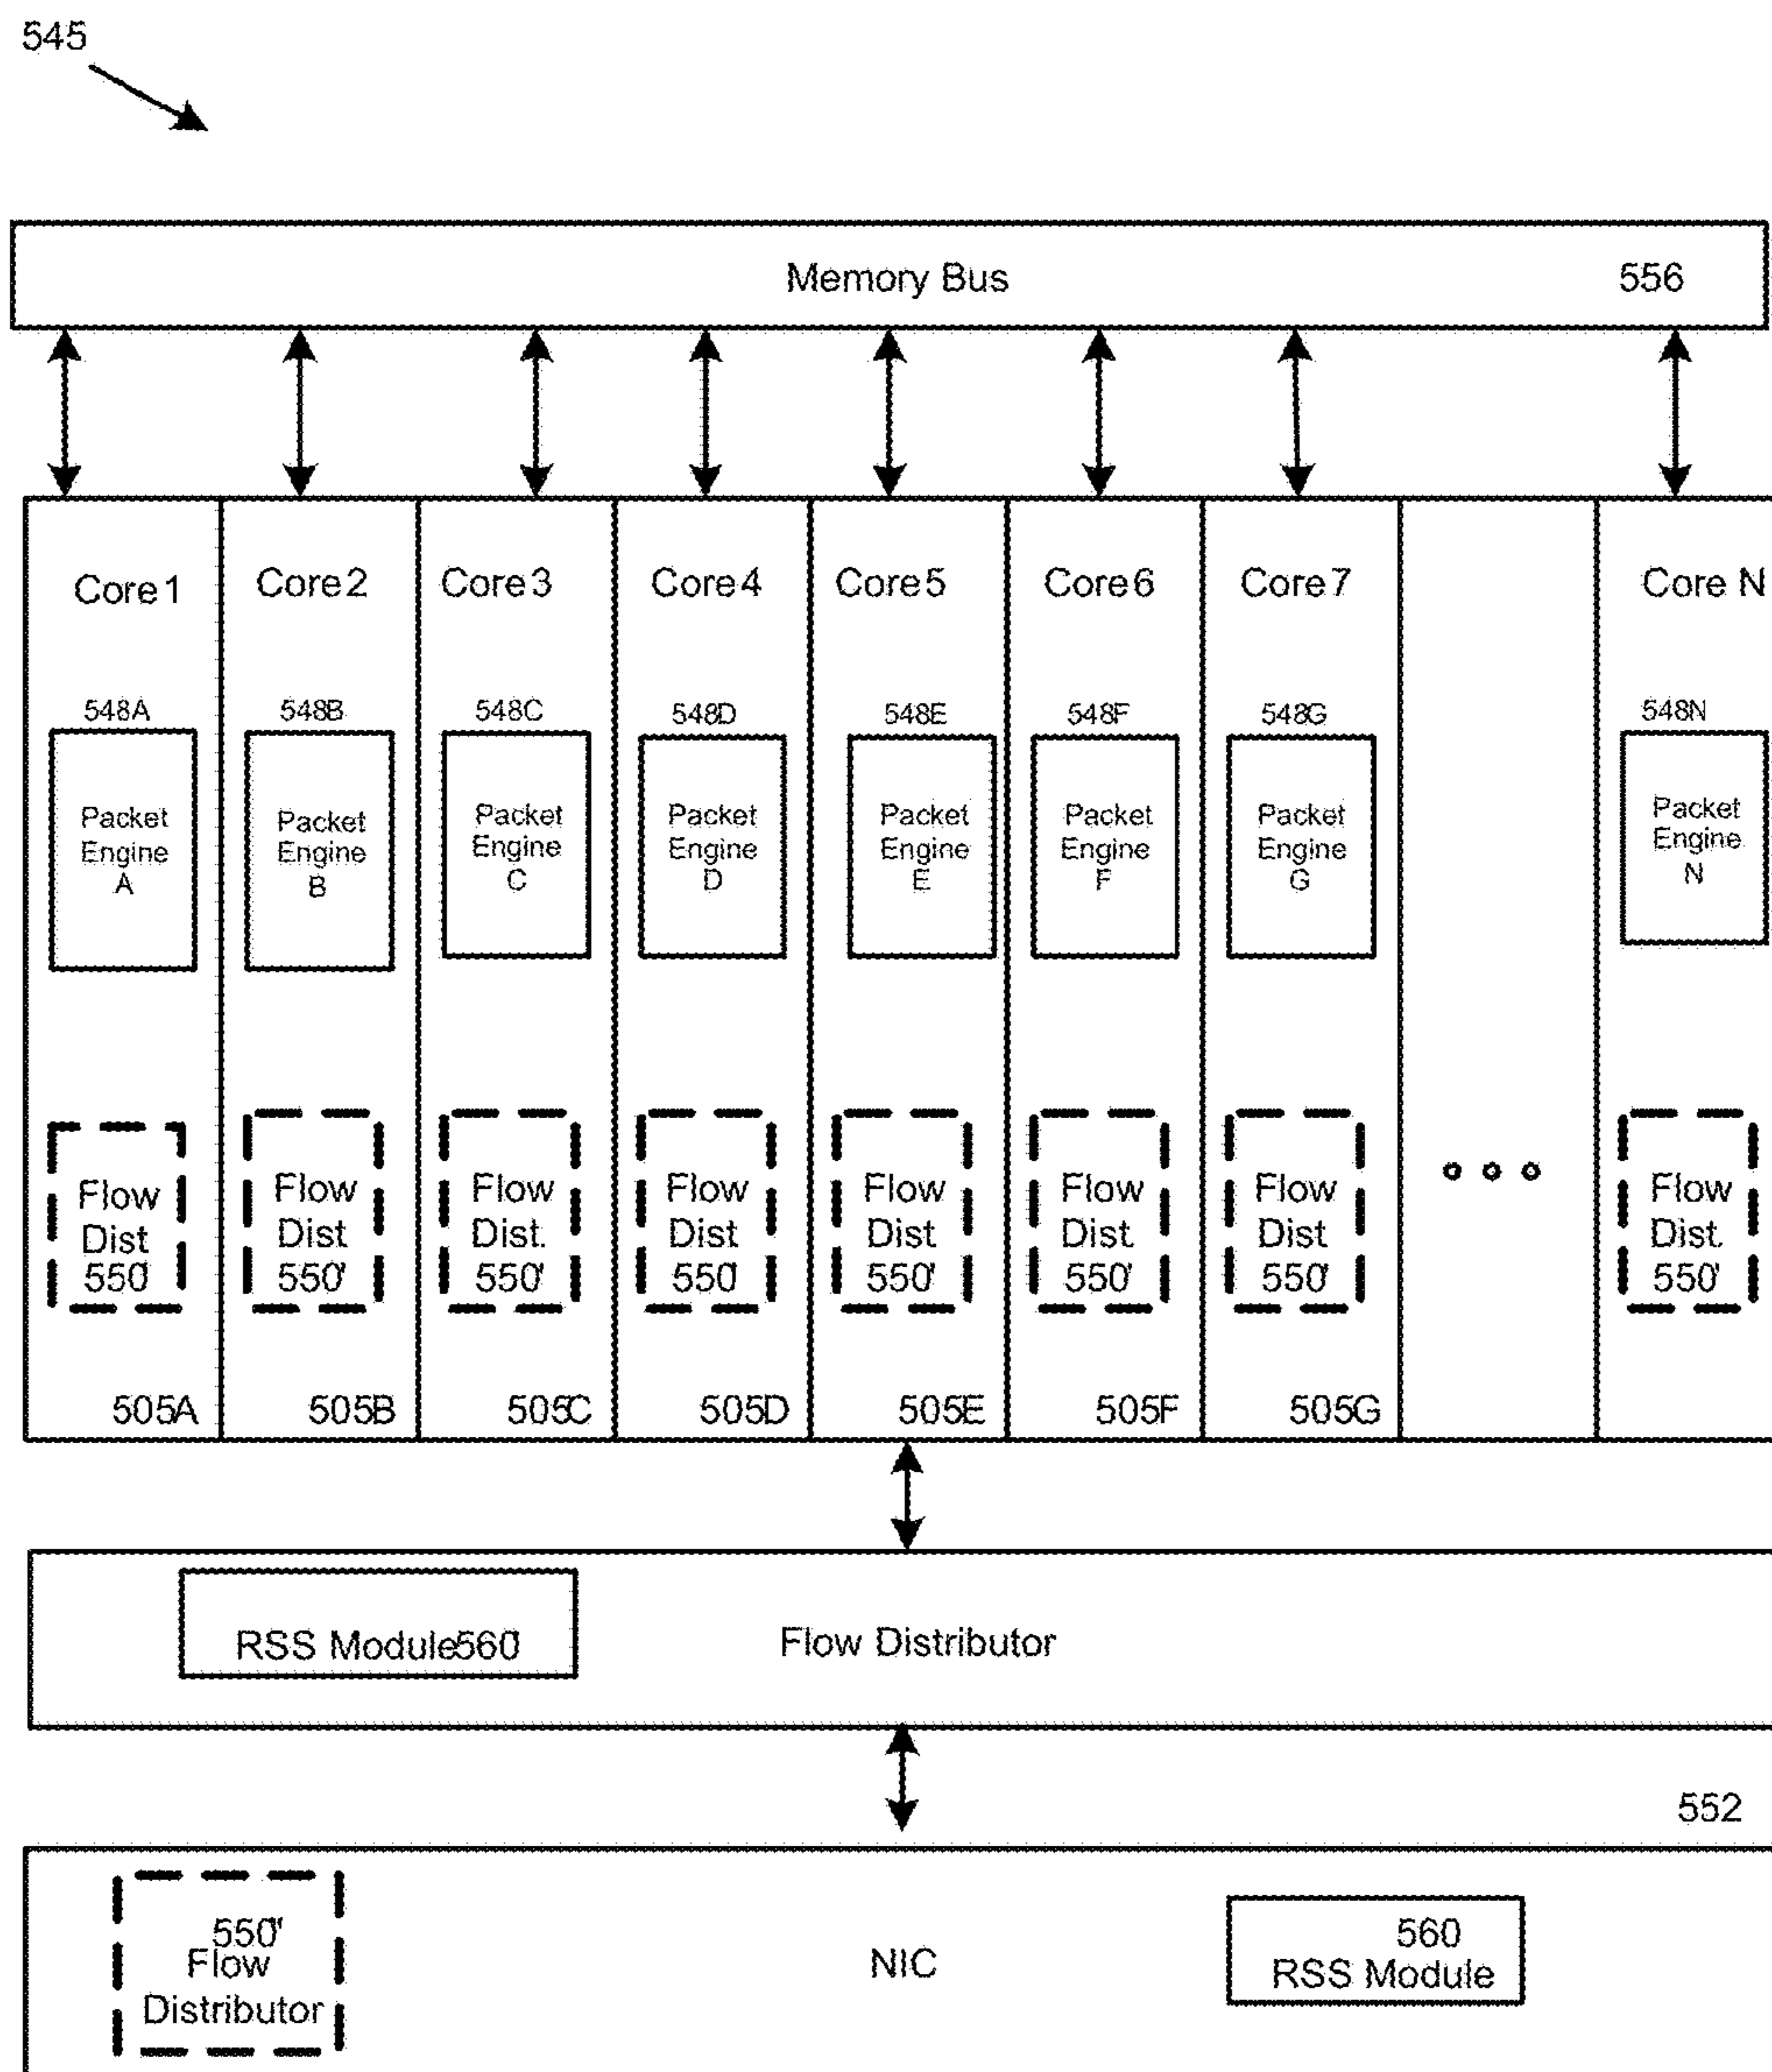 545
Memory Bus 556
Core 1 Core 2 Core 3 Core 4 Core 5 Core 6 Core 7 Core N
548A 548B 548C 548D 548E 548F 548G 548N
Packet Packet Packet Packet Packet Packet Packet Packet
Engine Engine Engine Engine Engine Engine Engine Engine
A B C D E F G N
Flow Flow Flow Flow Flow Flow Flow Flow
Dist Dist Dist. Dist Dist Dist. Dist Dist.
550' 550' 550' 550' 550' 550' 550' 550'
505A 505B 505C 505D 505E 505F 505G
RSS Module 560' Flow Distributor
552
550" 560
Flow NIC RSS Module
Distributor